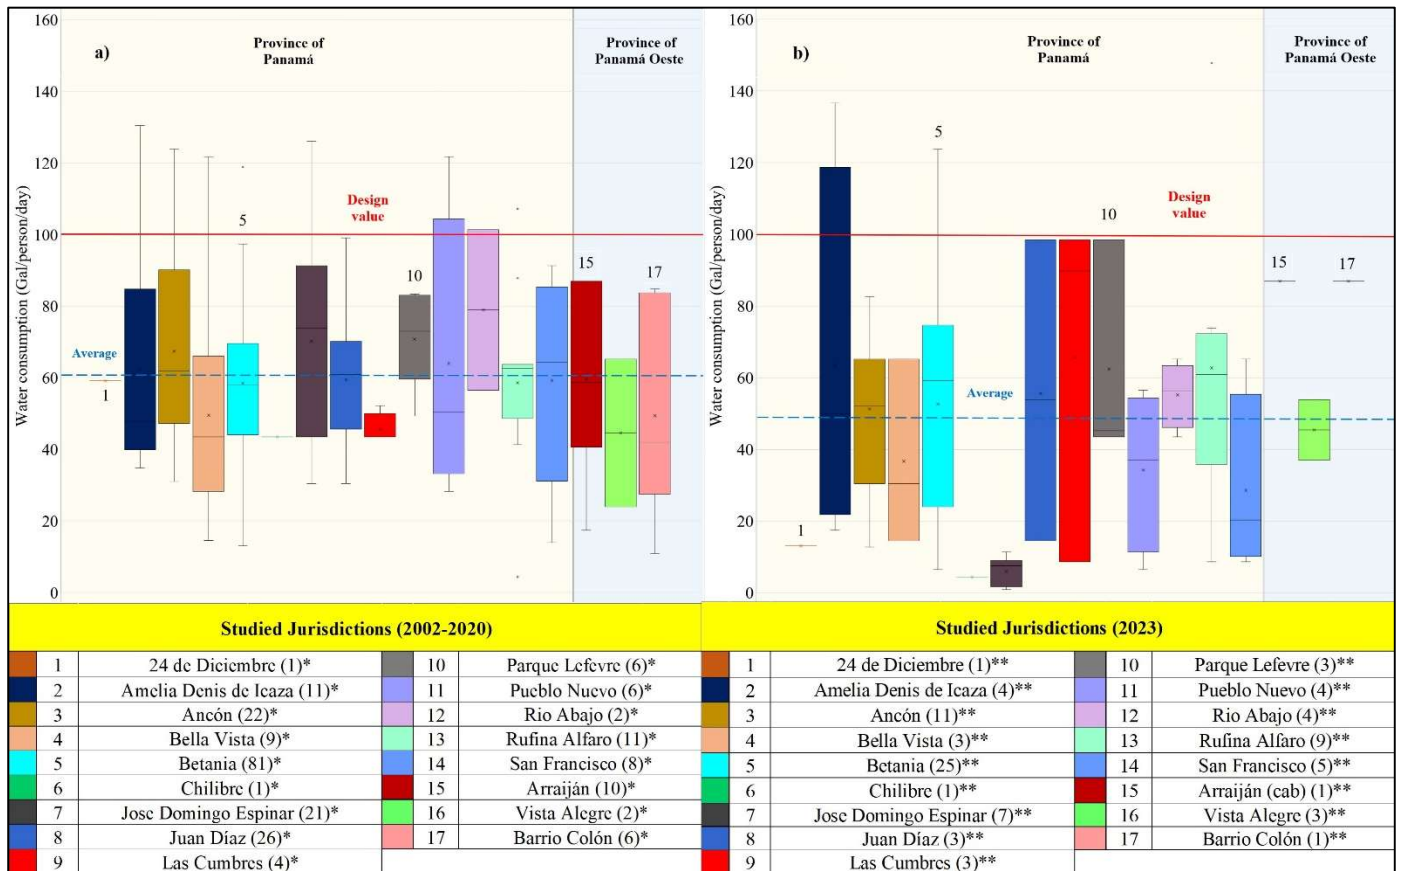 a)
Province of
Panamá
Province of
Panamá Oeste
160
140
120
100
80
60
40
20
0
Water consumption (Gal/person/day)
Design
value
Average
1
5
10
15
17
b)
Province of
Panamá
Province of
Panamá Oeste
160
140
120
100
80
60
40
20
0
Water consumption (Gal/person/day)
Design
value
Average
1
5
10
15
17
Studied Jurisdictions (2002-2020)
1 24 de Diciembre (1)* 10 Parque Lefevre (6)*
2 Amelia Denis de Icaza (11)* 11 Pueblo Nuevo (6)*
3 Ancón (22)* 12 Rio Abajo (2)*
4 Bella Vista (9)* 13 Rufina Alfaro (11)*
5 Betania (81)* 14 San Francisco (8)*
6 Chilibre (1)* 15 Arraiján (10)*
7 Jose Domingo Espinar (21)* 16 Vista Alegre (2)*
8 Juan Díaz (26)* 17 Barrio Colón (6)*
9 Las Cumbres (4)*
Studied Jurisdictions (2023)
1 24 de Diciembre (1)** 10 Parque Lefevre (3)**
2 Amelia Denis de Icaza (4)** 11 Pueblo Nuevo (4)**
3 Ancón (11)** 12 Rio Abajo (4)**
4 Bella Vista (3)** 13 Rufina Alfaro (9)**
5 Betania (25)** 14 San Francisco (5)**
6 Chilibre (1)** 15 Arraiján (cab) (1)**
7 Jose Domingo Espinar (7)** 16 Vista Alegre (3)**
8 Juan Díaz (3)** 17 Barrio Colón (1)**
9 Las Cumbres (3)**